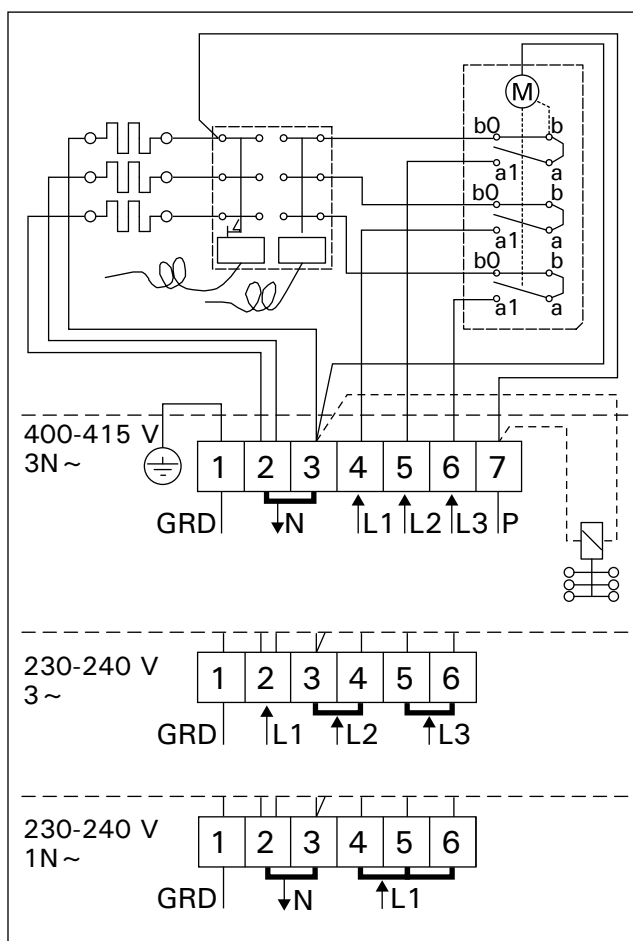 M
b0 b
a1 a
b0 b
a1 a
b0 b
a1 a
400-415 V
3N~
1 2 3 4 5 6 7
GRD N L1 L2 L3 P
230-240 V
3~
1 2 3 4 5 6
GRD L1 L2 L3
230-240 V
1N~
1 2 3 4 5 6
GRD N L1